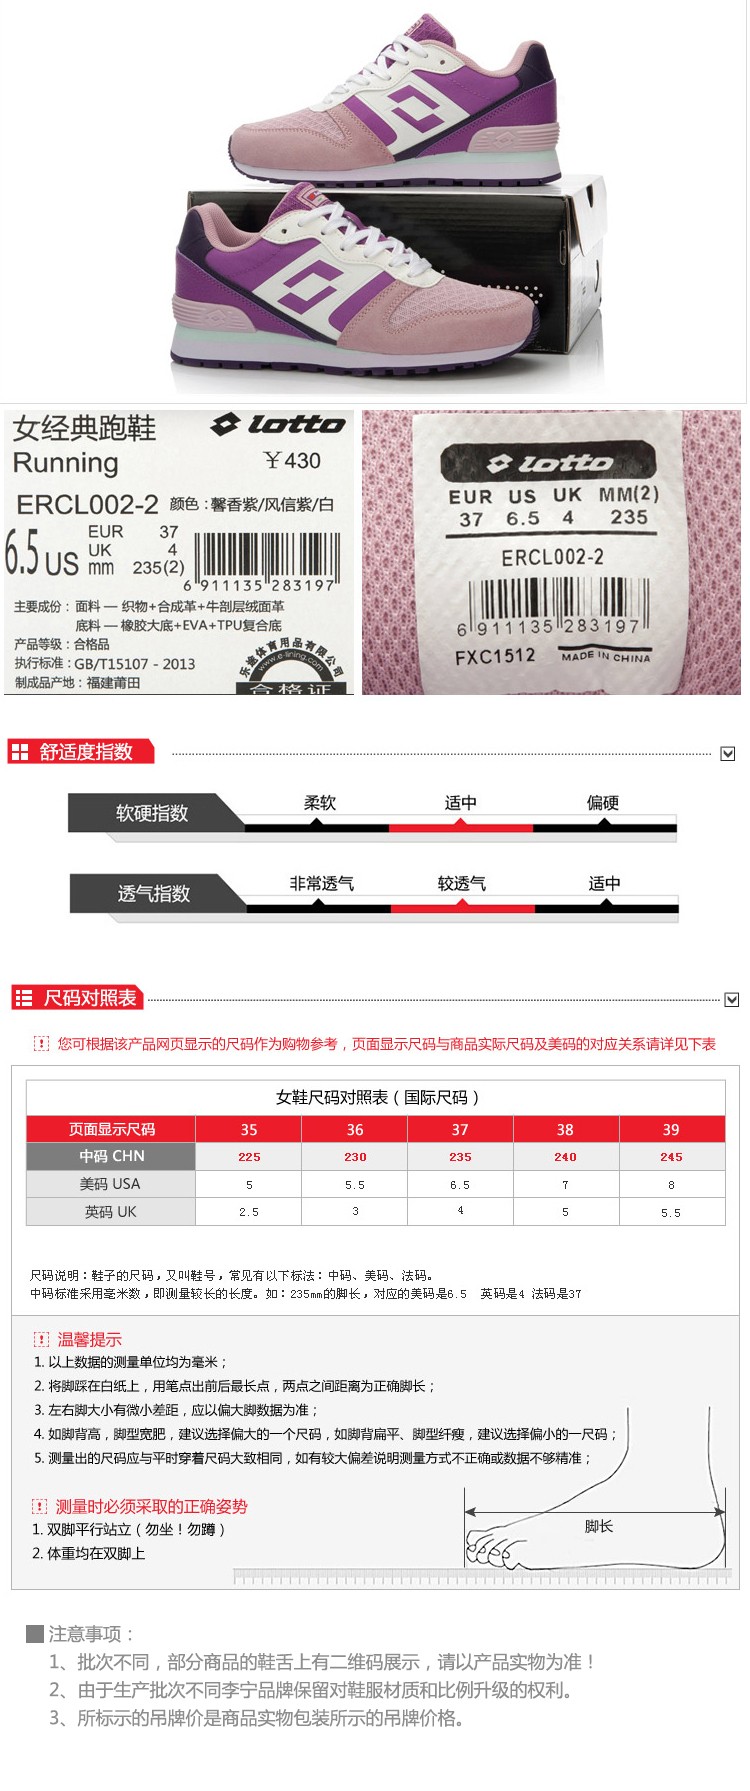 女经典跑鞋
lotto
Running
￥430
ERCL002-2 颜色：馨香紫/风信紫/白
6.5 US
EUR 37
UK 4
mm 235(2)
6 911135 283197
主要成份：面料 — 织物+合成革+牛剖层绒面革
底料 — 橡胶大底+EVA+TPU复合底
产品等级：合格品
执行标准：GB/T15107 - 2013
制成品产地：福建莆田
乐途体育用品有限公司
www.e-lining.com
合格证
lotto
EUR US UK MM(2)
37 6.5 4 235
ERCL002-2
6 911135 283197
FXC1512 MADE IN CHINA
舒适度指数
软硬指数 柔软 适中 偏硬
透气指数 非常透气 较透气 适中
尺码对照表
您可根据该产品网页显示的尺码作为购物参考，页面显示尺码与商品实际尺码及美码的对应关系请详见下表
女鞋尺码对照表（国际尺码）
页面显示尺码 35 36 37 38 39
中码 CHN 225 230 235 240 245
美码 USA 5 5.5 6.5 7 8
英码 UK 2.5 3 4 5 5.5
尺码说明：鞋子的尺码，又叫鞋号，常见有以下标法：中码、美码、法码。
中码标准采用毫米数，即测量较长的长度。如：235mm的脚长，对应的美码是6.5 英码是4 法码是37
温馨提示
1. 以上数据的测量单位均为毫米；
2. 将脚踩在白纸上，用笔点出前后最长点，两点之间距离为正确脚长；
3. 左右脚大小有微小差距，应以偏大脚数据为准；
4. 如脚背高，脚型宽肥，建议选择偏大的一个尺码，如脚背扁平、脚型纤瘦，建议选择偏小的一尺码；
5. 测量出的尺码应与平时穿着尺码大致相同，如有较大偏差说明测量方式不正确或数据不够精准；
测量时必须采取的正确姿势
1. 双脚平行站立（勿坐！勿蹲）
2. 体重均在双脚上
脚长
注意事项：
1、批次不同，部分商品的鞋舌上有二维码展示，请以产品实物为准！
2、由于生产批次不同李宁品牌保留对鞋服材质和比例升级的权利。
3、所标示的吊牌价是商品实物包装所示的吊牌价格。